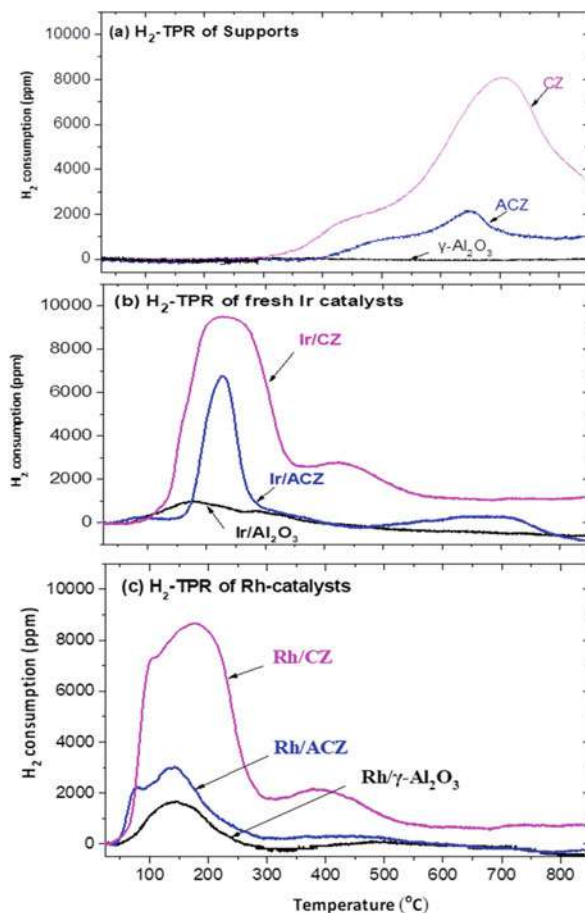 (a) H₂-TPR of Supports
H₂ consumption (ppm)
10000
8000
6000
4000
2000
0
CZ
ACZ
γ-Al₂O₃
(b) H₂-TPR of fresh Ir catalysts
H₂ consumption (ppm)
10000
8000
6000
4000
2000
0
Ir/CZ
Ir/ACZ
Ir/Al₂O₃
(c) H₂-TPR of Rh-catalysts
H₂ consumption (ppm)
10000
8000
6000
4000
2000
0
Rh/CZ
Rh/ACZ
Rh/γ-Al₂O₃
100 200 300 400 500 600 700 800
Temperature (°C)